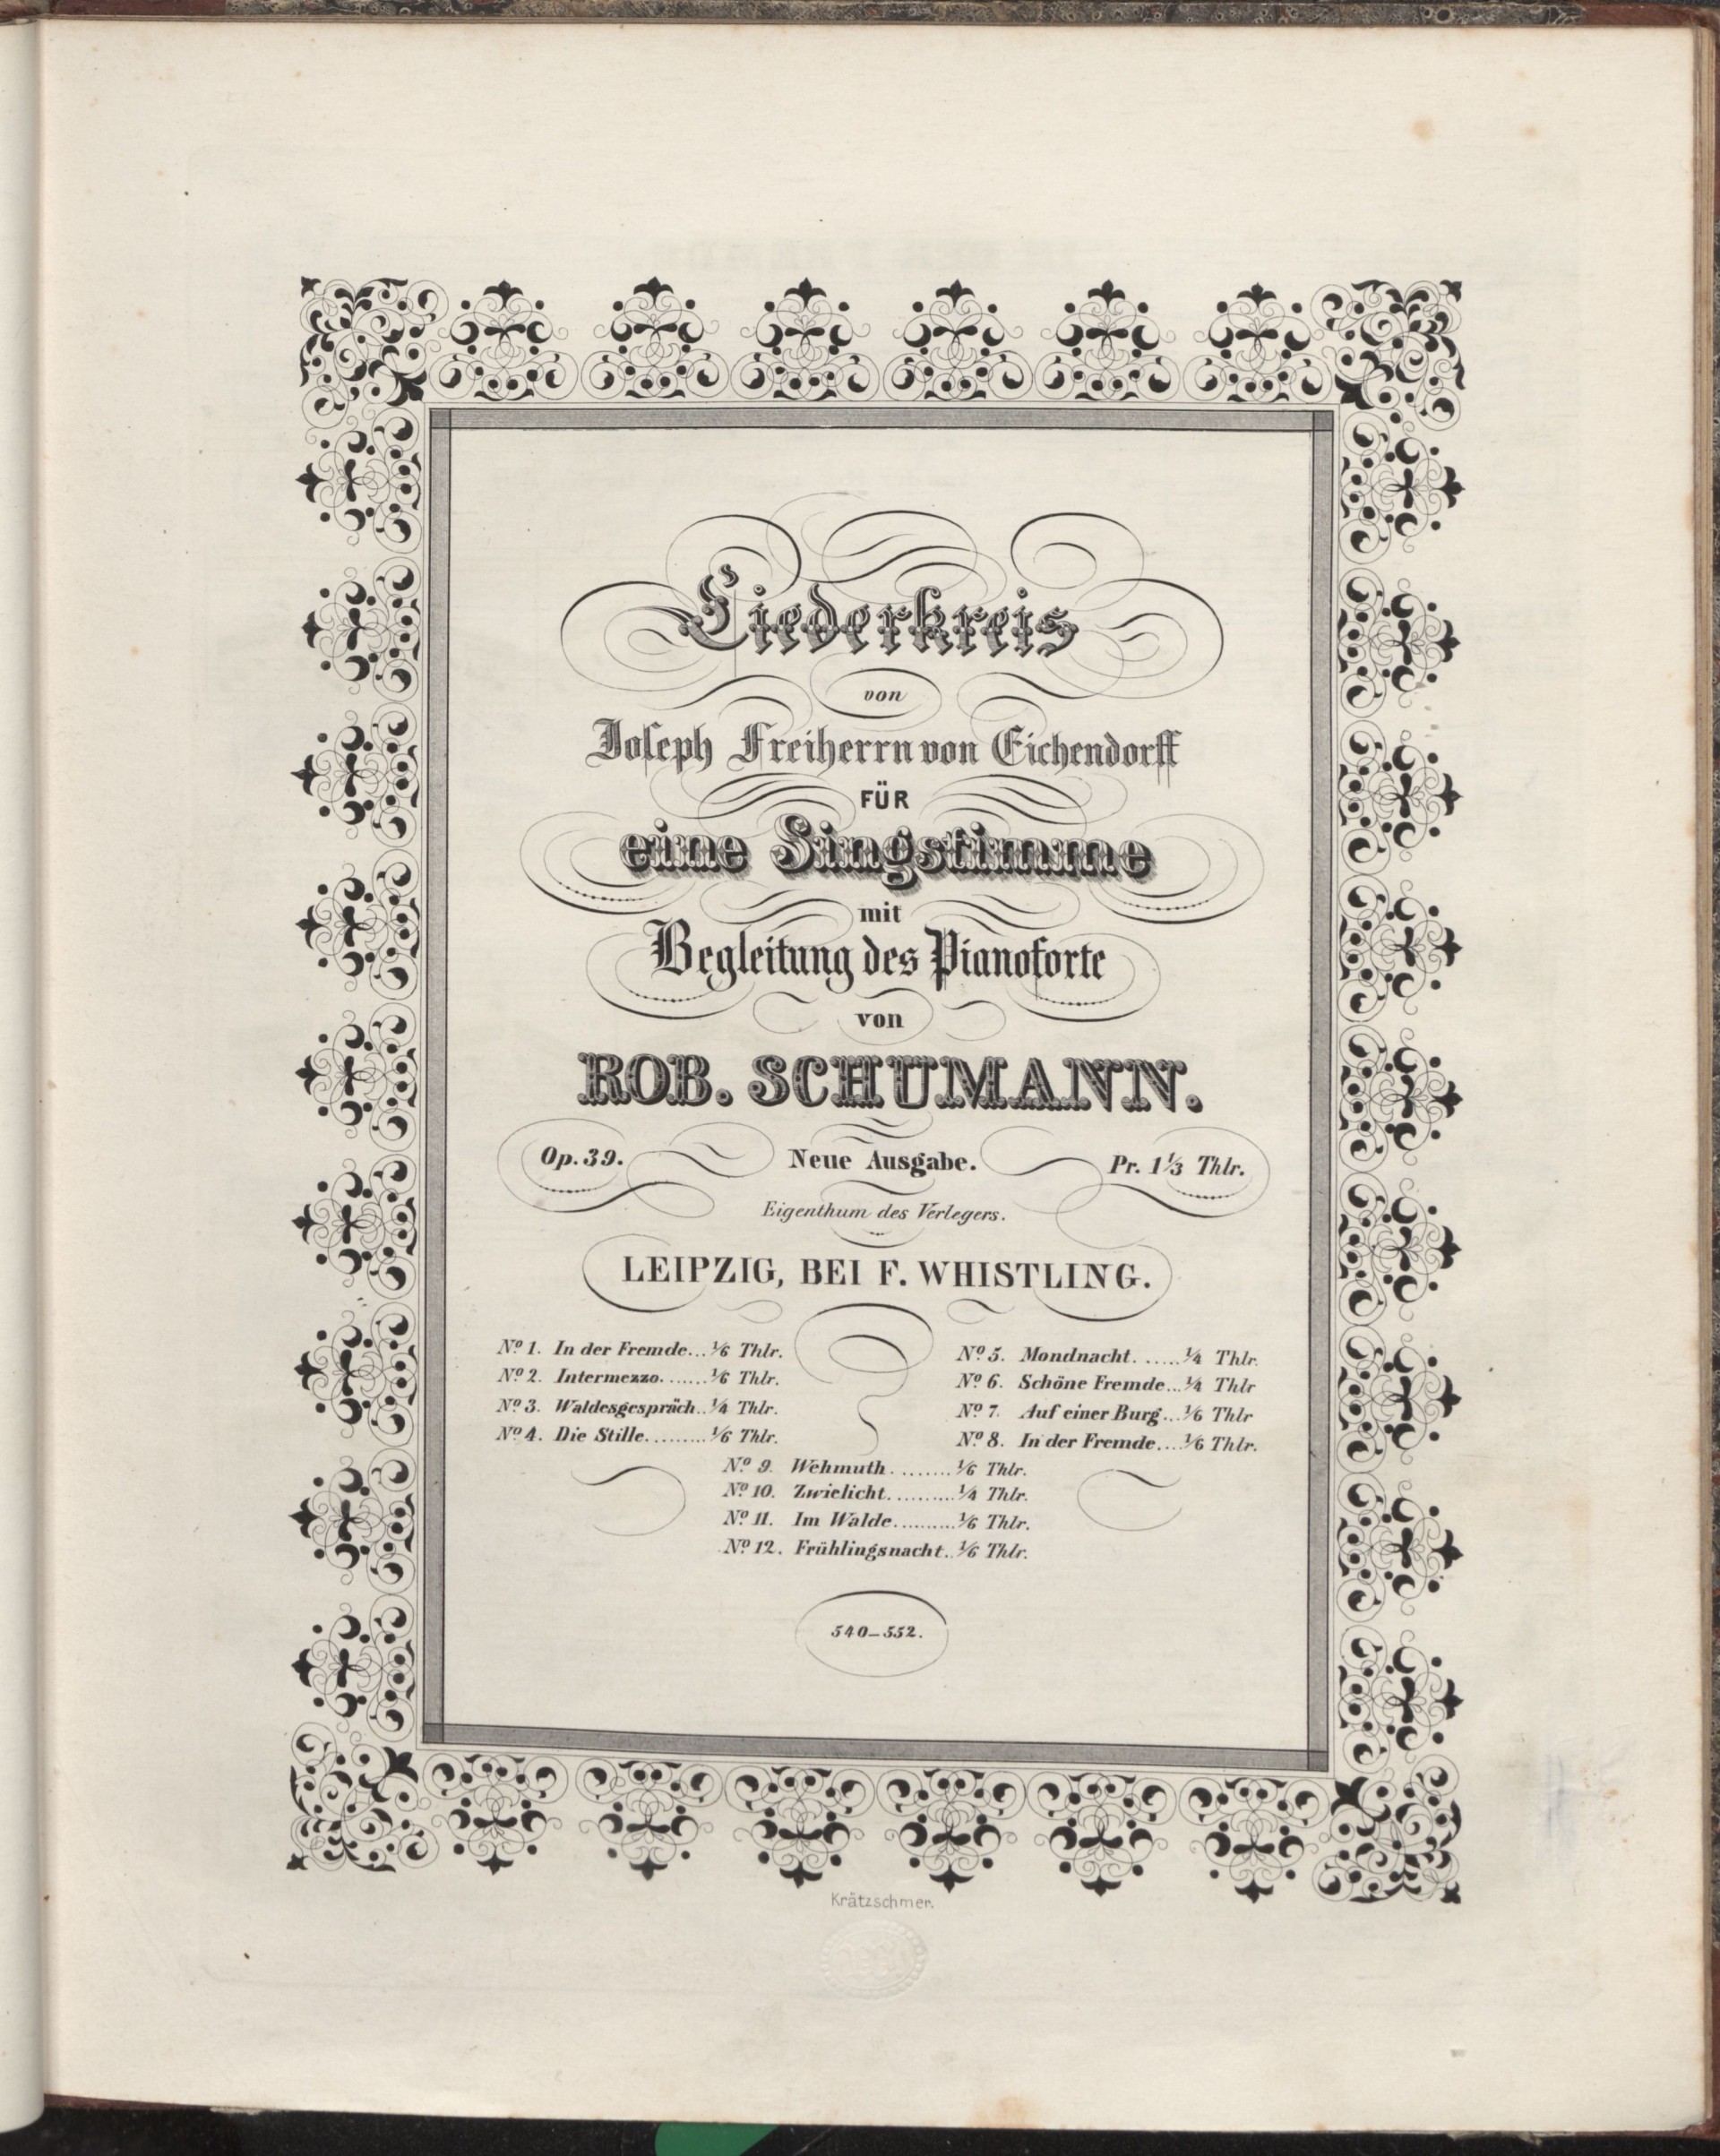 Liederkreis
von
Joseph Freiherrn von Eichendorff
FÜR
eine Singstimme
mit
Begleitung des Pianoforte
von
ROB. SCHUMANN.
Op. 39. Neue Ausgabe. Pr. 1⅓ Thlr.
Eigenthum des Verlegers.
LEIPZIG, BEI F. WHISTLING.
No 1. In der Fremde...1/6 Thlr.
No 2. Intermezzo.......1/6 Thlr.
No 3. Waldesgespräch..1/4 Thlr.
No 4. Die Stille.........1/6 Thlr.
No 5. Mondnacht. .....1/4 Thlr.
No 6. Schöne Fremde...1/4 Thlr
No 7. Auf einer Burg...1/6 Thlr
No 8. In der Fremde....1/6 Thlr.
No 9. Wehmuth. ........1/6 Thlr.
No 10. Zwielicht..........1/4 Thlr.
No 11. Im Walde..........1/6 Thlr.
No 12. Frühlingsnacht..1/6 Thlr.
540–552.
Krätzschmer.